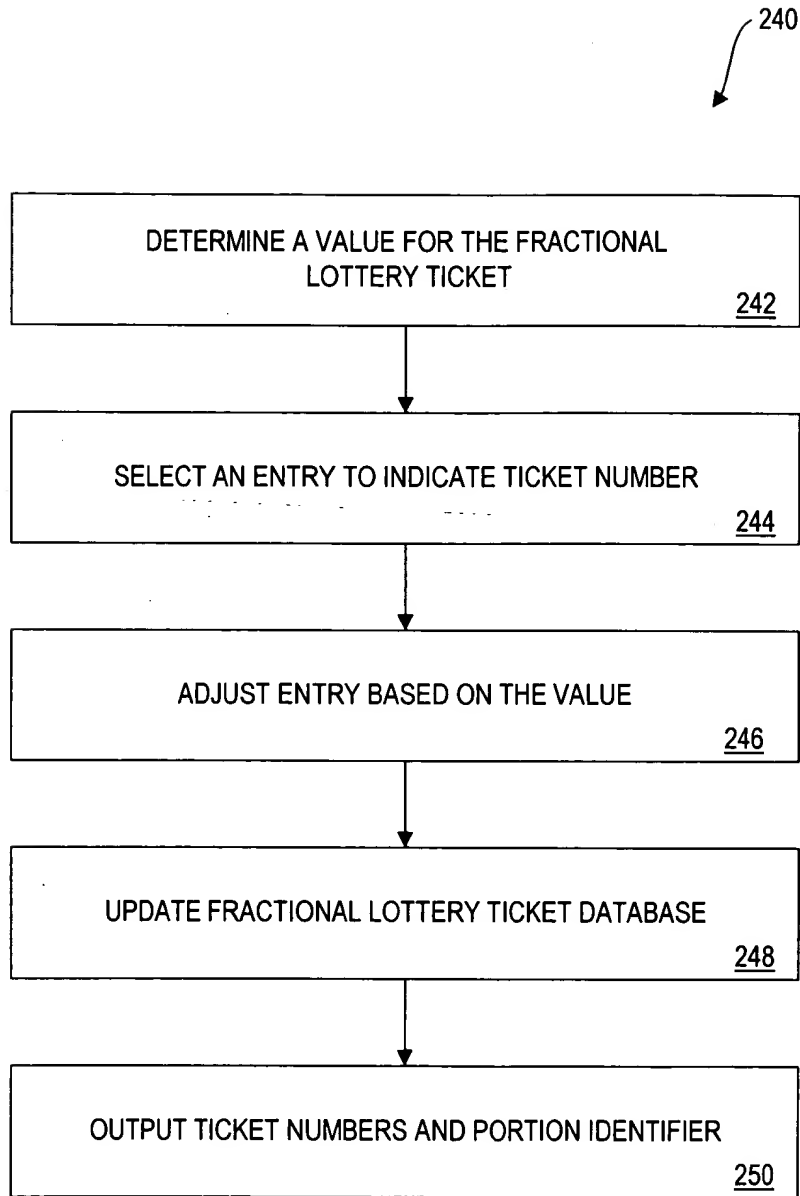 240
DETERMINE A VALUE FOR THE FRACTIONAL
LOTTERY TICKET
242
SELECT AN ENTRY TO INDICATE TICKET NUMBER
244
ADJUST ENTRY BASED ON THE VALUE
246
UPDATE FRACTIONAL LOTTERY TICKET DATABASE
248
OUTPUT TICKET NUMBERS AND PORTION IDENTIFIER
250